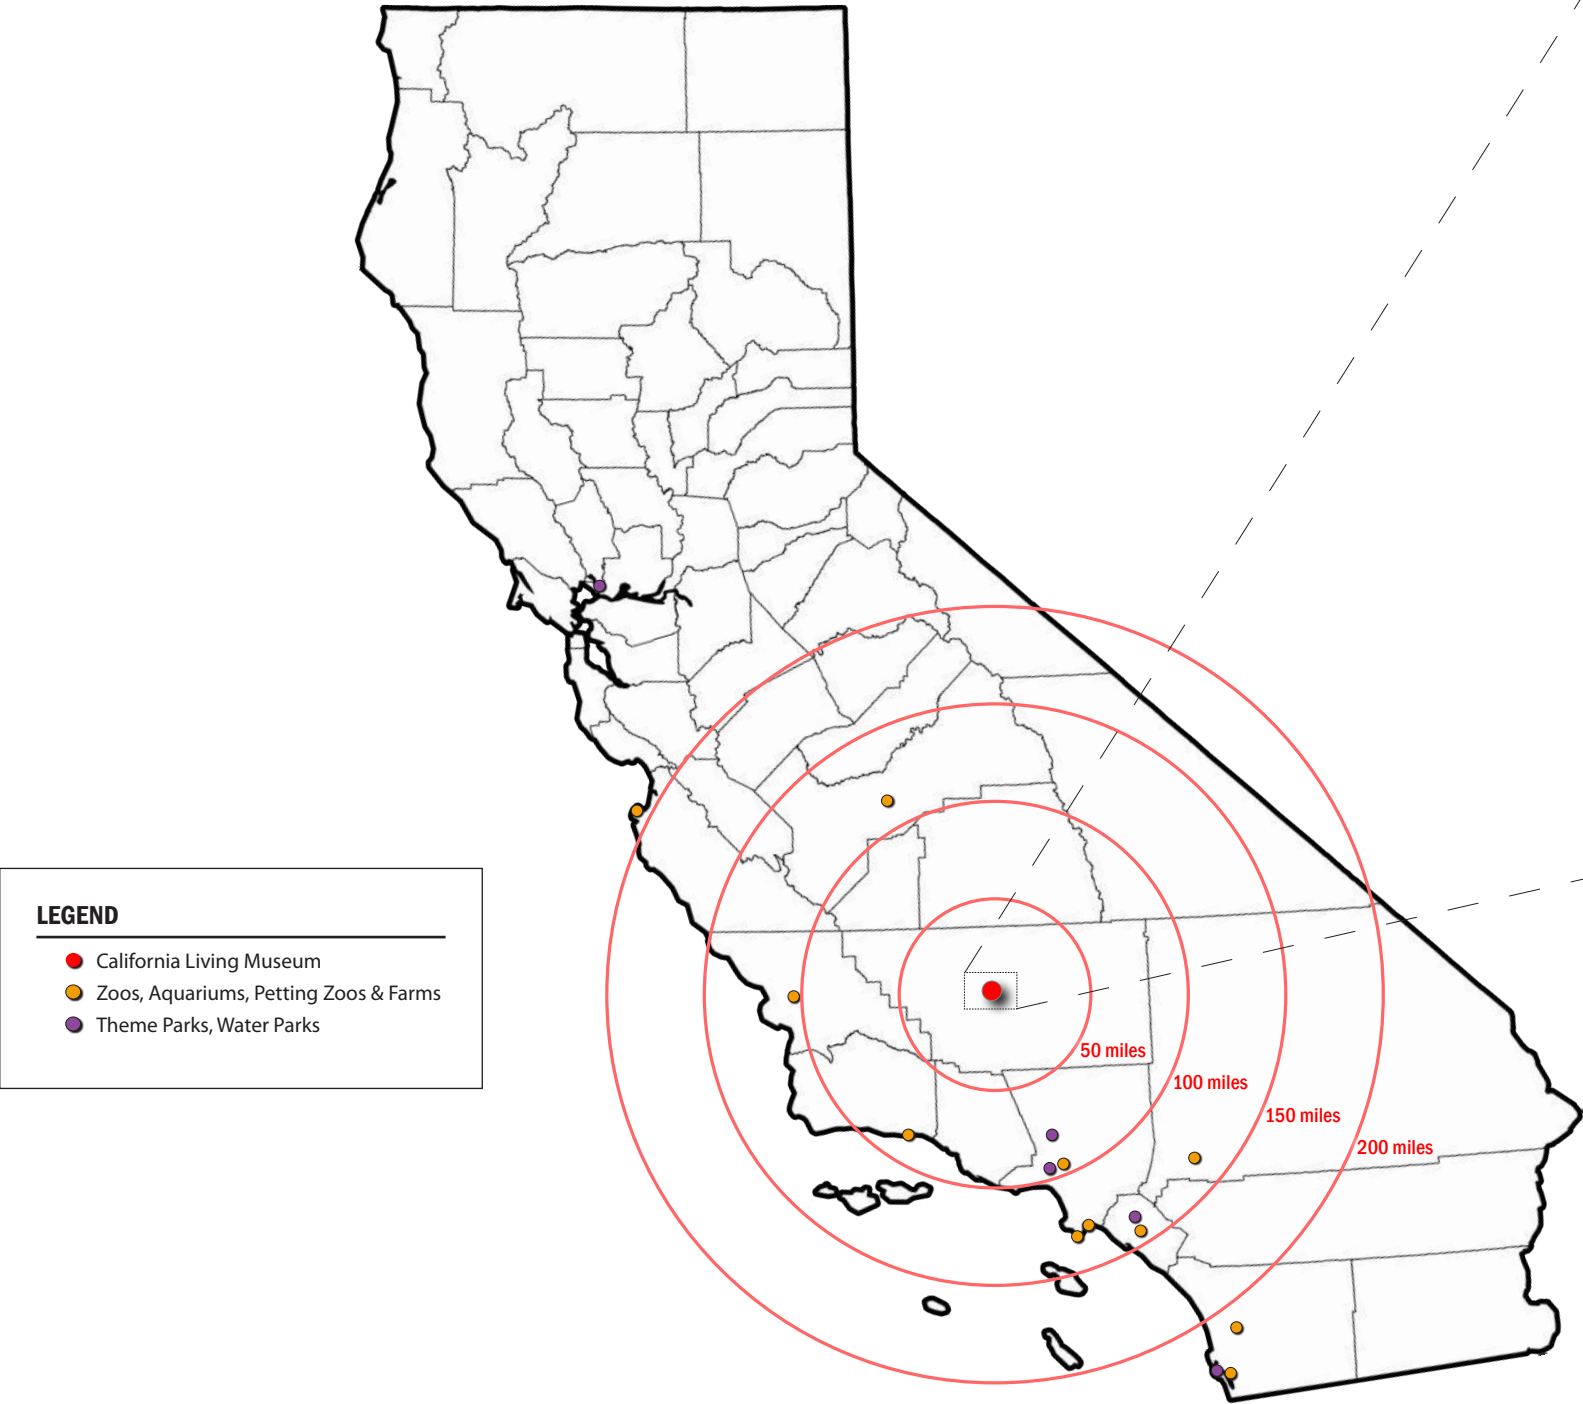 LEGEND
California Living Museum
Zoos, Aquariums, Petting Zoos & Farms
Theme Parks, Water Parks
50 miles
100 miles
150 miles
200 miles